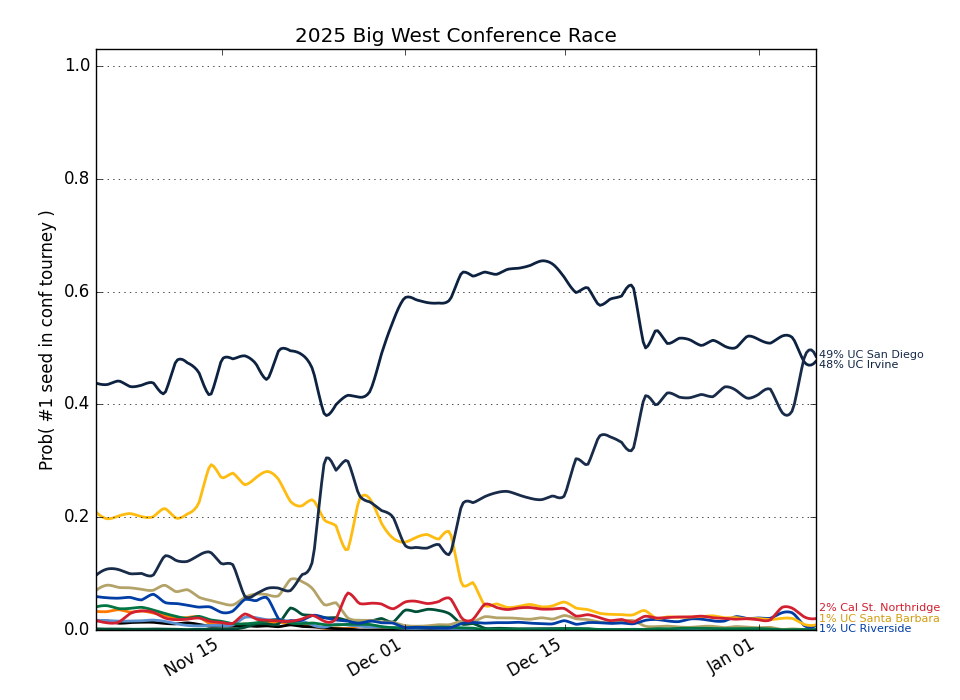 2025 Big West Conference Race
Prob( #1 seed in conf tourney )
1.0
0.8
0.6
0.4
0.2
0.0
Nov 15
Dec 01
Dec 15
Jan 01
49% UC San Diego
48% UC Irvine
2% Cal St. Northridge
1% UC Santa Barbara
1% UC Riverside